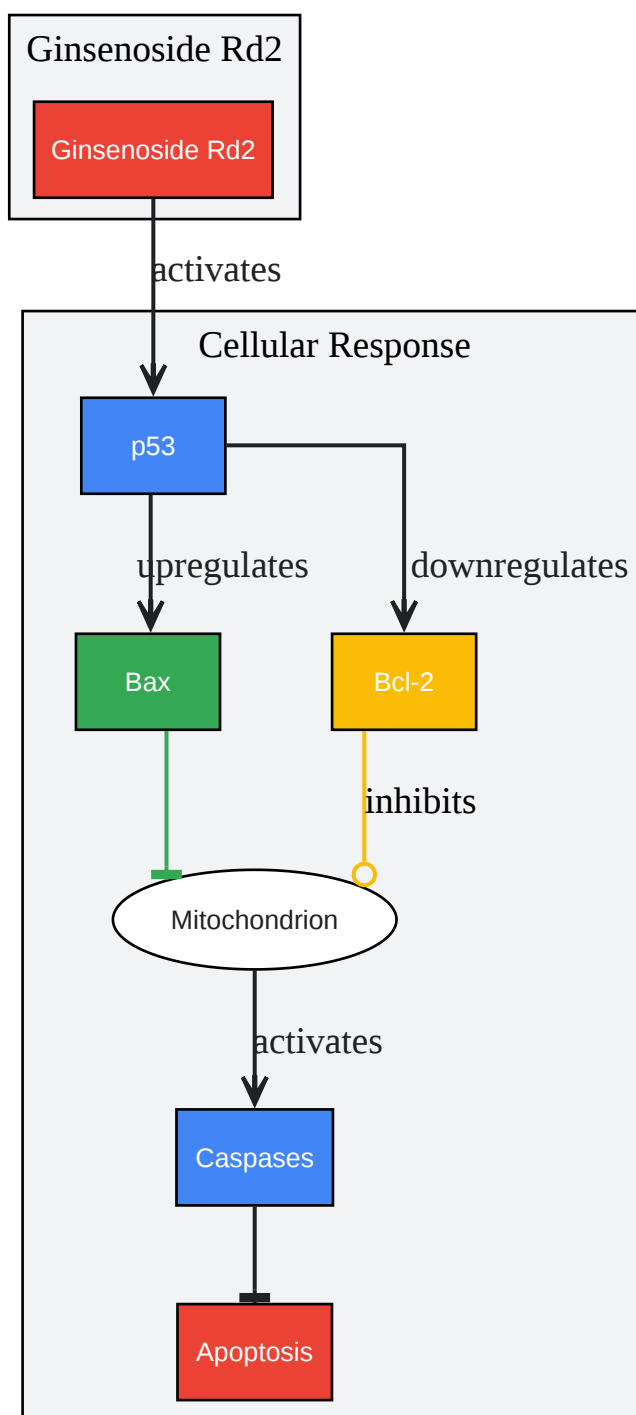 Ginsenoside Rd2
Ginsenoside Rd2
activates
Cellular Response
p53
upregulates
downregulates
Bax
Bcl-2
inhibits
Mitochondrion
activates
Caspases
Apoptosis